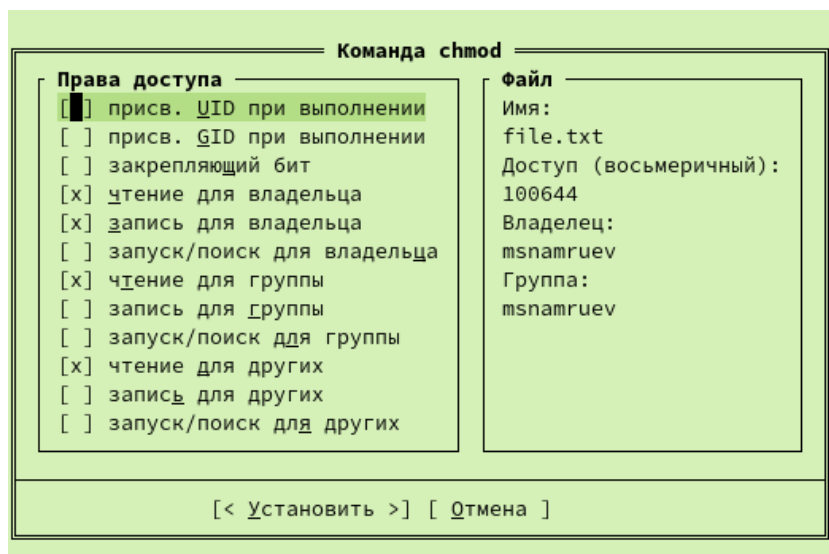 Команда chmod
Права доступа
[ ] присв. UID при выполнении
[ ] присв. GID при выполнении
[ ] закрепляющий бит
[x] чтение для владельца
[x] запись для владельца
[ ] запуск/поиск для владельца
[x] чтение для группы
[ ] запись для группы
[ ] запуск/поиск для группы
[x] чтение для других
[ ] запись для других
[ ] запуск/поиск для других
Файл
Имя:
file.txt
Доступ (восьмеричный):
100644
Владелец:
msnamruev
Группа:
msnamruev
[< Установить >] [ Отмена ]